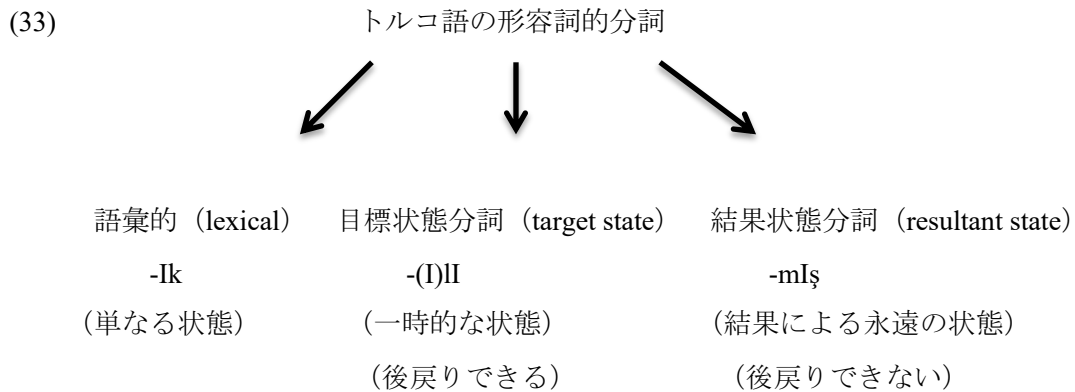 (33) トルコ語の形容詞的分詞
語彙的（lexical） 目標状態分詞（target state） 結果状態分詞（resultant state）
-Ik -(I)lI -mIş
（単なる状態） （一時的な状態） （結果による永遠の状態）
（後戻りできる） （後戻りできない）